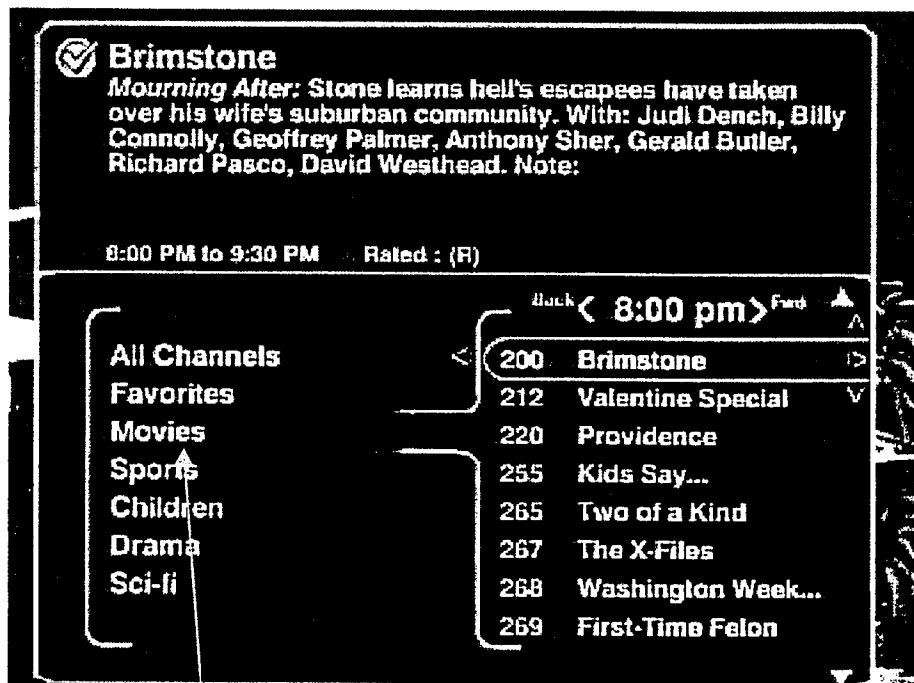 Brimstone
Mourning After: Stone learns hell's escapees have taken
over his wife's suburban community. With: Judi Dench, Billy
Connolly, Geoffrey Palmer, Anthony Sher, Gerald Butler,
Richard Pasco, David Westhead. Note:
8:00 PM to 9:30 PM Rated : (R)
Back < 8:00 pm > Fwd
All Channels
Favorites
Movies
Sports
Children
Drama
Sci-fi
200 Brimstone
212 Valentine Special
220 Providence
255 Kids Say...
265 Two of a Kind
267 The X-Files
268 Washington Week...
269 First-Time Felon